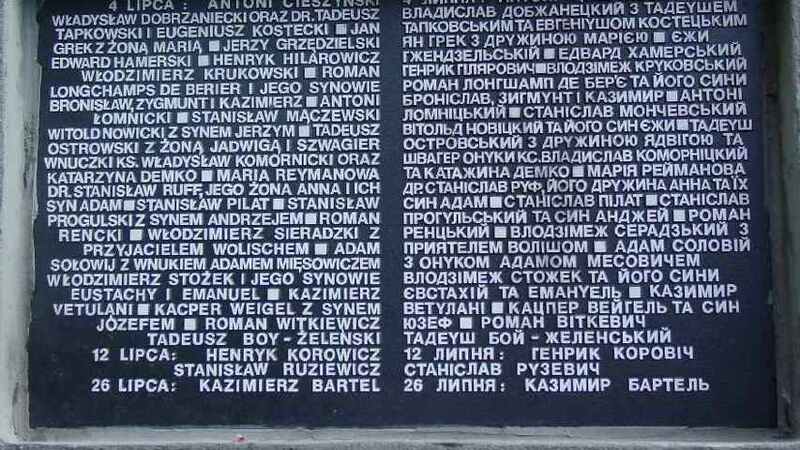 4 LIPCA: ANTONI CIESZYŃSKI
WŁADYSŁAW DOBRZANIECKI ORAZ DR. TADEUSZ
TAPKOWSKI I EUGENIUSZ KOSTECKI ■ JAN
GREK Z ŻONĄ MARIĄ ■ JERZY GRZĘDZIELSKI
EDWARD HAMERSKI ■ HENRYK HILAROWICZ
WŁODZIMIERZ KRUKOWSKI ■ ROMAN
LONGCHAMPS DE BERIER I JEGO SYNOWIE
BRONISŁAW, ZYGMUNT I KAZIMIERZ ■ ANTONI
ŁOMNICKI ■ STANISŁAW MĄCZEWSKI
WITOLD NOWICKI Z SYNEM JERZYM ■ TADEUSZ
OSTROWSKI Z ŻONĄ JADWIGĄ I SZWAGIER
WNUCZKI KS. WŁADYSŁAW KOMORNICKI ORAZ
KATARZYNA DEMKO ■ MARIA REYMANOWA
DR. STANISŁAW RUFF, JEGO ŻONA ANNA I ICH
SYN ADAM ■ STANISŁAW PILAT ■ STANISŁAW
PROGULSKI Z SYNEM ANDRZEJEM ■ ROMAN
RENCKI ■ WŁODZIMIERZ SIERADZKI Z
PRZYJACIELEM WOLISCHEM ■ ADAM
SOŁOWIJ Z WNUKIEM ADAMEM MIĘSOWICZEM
WŁODZIMIERZ STOŻEK I JEGO SYNOWIE
EUSTACHY I EMANUEL ■ KAZIMIERZ
VETULANI ■ KACPER WEIGEL Z SYNEM
JÓZEFEM ■ ROMAN WITKIEWICZ
TADEUSZ BOY-ŻELEŃSKI
12 LIPCA: HENRYK KOROWICZ
STANISŁAW RUZIEWICZ
26 LIPCA: KAZIMIERZ BARTEL
4 ЛИПНЯ:
ВЛАДИСЛАВ ДОБЖАНЕЦКИЙ З ТАДЕУШЕМ
ТАПКОВСЬКИМ ТА ЕВГЕНІУШОМ КОСТЕЦЬКИМ
ЯН ГРЕК З ДРУЖИНОЮ МАРІЄЮ ■ ЄЖИ
ГЖЕНДЗЕЛЬСЬКІЙ ■ ЕДВАРД ХАМЕРСЬКИЙ
ГЕНРИК ГІЛЯРОВИЧ ■ ВЛОДЗІМЄЖ КРУКОВСЬКИЙ
РОМАН ЛОНГШАМП ДЕ БЕР'Є ТА ЙОГО СИНИ
БРОНІСЛАВ, ЗИГМУНТ І КАЗИМИР ■ АНТОНІ
ЛОМНІЦЬКИЙ ■ СТАНІСЛАВ МОНЧЕВСЬКИЙ
ВІТОЛЬД НОВІЦКИЙ ТА ЙОГО СИН ЄЖИ ■ ТАДЕУШ
ОСТРОВСЬКИЙ З ДРУЖИНОЮ ЯДВІГОЮ ТА
ШВАГЕР ОНУКИ КС. ВЛАДИСЛАВ КОМОРНІЦКИЙ
ТА КАТАЖИНА ДЕМКО ■ МАРІЯ РЕЙМАНОВА
ДР. СТАНІСЛАВ РУФ, ЙОГО ДРУЖИНА АННА ТА ЇХ
СИН АДАМ ■ СТАНІСЛАВ ПІЛАТ ■ СТАНІСЛАВ
ПРОГУЛЬСЬКИЙ ТА СИН АНДЖЕЙ ■ РОМАН
РЕНЦЬКИЙ ■ ВЛОДЗІМЕЖ СЕРАДЗЬКИЙ З
ПРИЯТЕЛЕМ ВОЛІШОМ ■ АДАМ СОЛОВІЙ
З ОНУКОМ АДАМОМ МЕСОВИЧЕМ
ВЛОДЗІМЕЖ СТОЖЕК ТА ЙОГО СИНИ
ЄВСТАХІЙ ТА ЕМАНУЕЛЬ ■ КАЗИМИР
ВЕТУЛАНІ ■ КАЦПЕР ВЕЙГЕЛЬ ТА СИН
ЮЗЕФ ■ РОМАН ВІТКЕВИЧ
ТАДЕУШ БОЙ-ЖЕЛЕНСЬКИЙ
12 ЛИПНЯ: ГЕНРИК КОРОВІЧ
СТАНІСЛАВ РУЗЕВИЧ
26 ЛИПНЯ: КАЗИМИР БАРТЕЛЬ